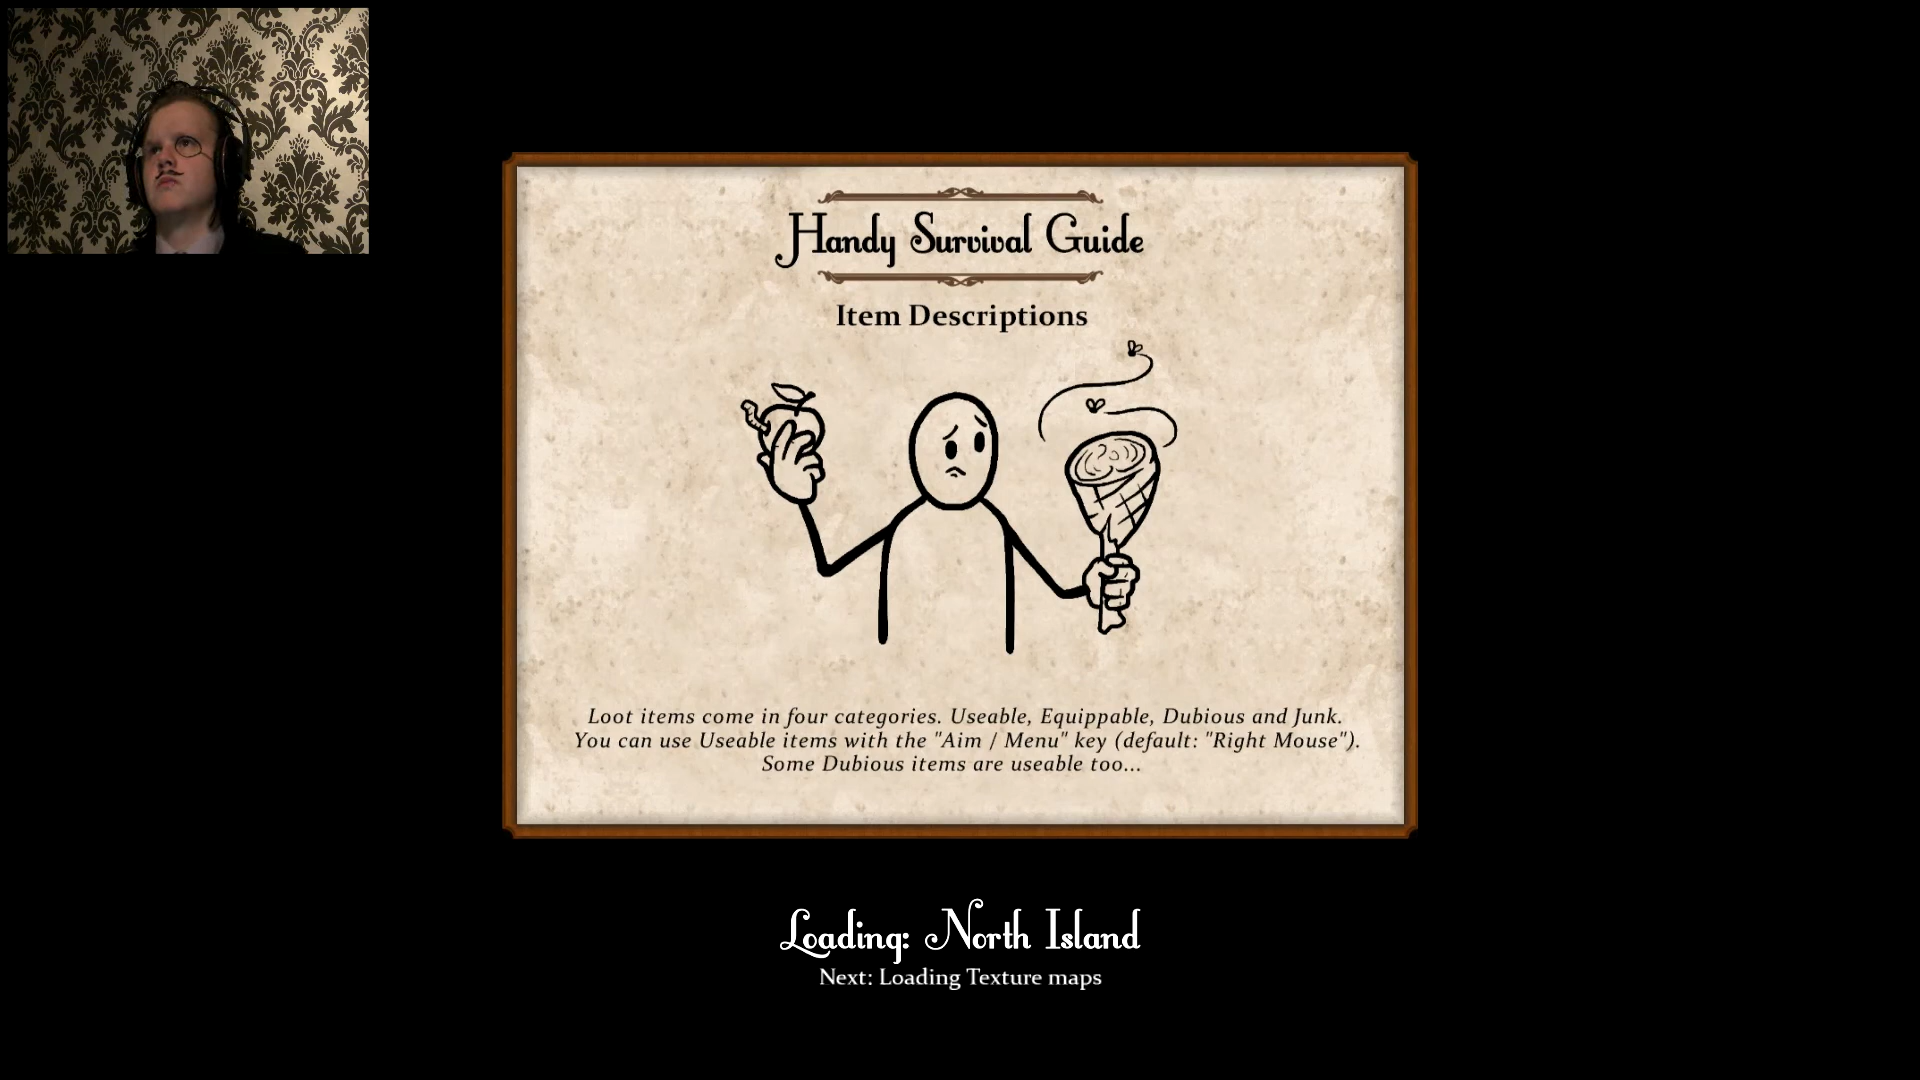 Handy Survival Guide
Item Descriptions
Loot items come in four categories. Useable, Equippable, Dubious and Junk.
You can use Useable items with the "Aim / Menu" key (default: "Right Mouse").
Some Dubious items are useable too...
Loading: North Island
Next: Loading Texture maps